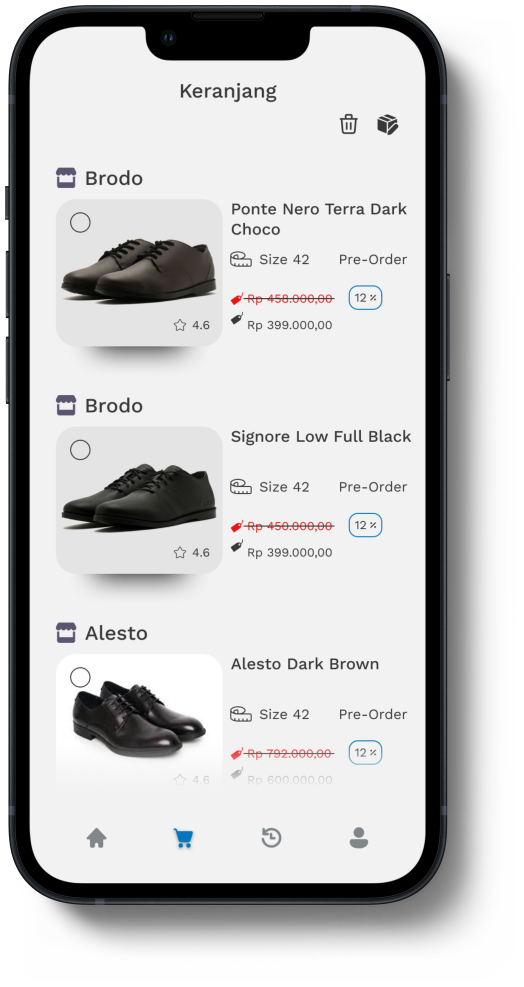 Keranjang
Brodo
Ponte Nero Terra Dark
Choco
Size 42 Pre-Order
Rp 458.000,00 12 %
4.6 Rp 399.000,00
Brodo
Signore Low Full Black
Size 42 Pre-Order
Rp 450.000,00 12 %
4.6 Rp 399.000,00
Alesto
Alesto Dark Brown
Size 42 Pre-Order
Rp 792.000,00 12 %
4.6 Rp 600.000,00